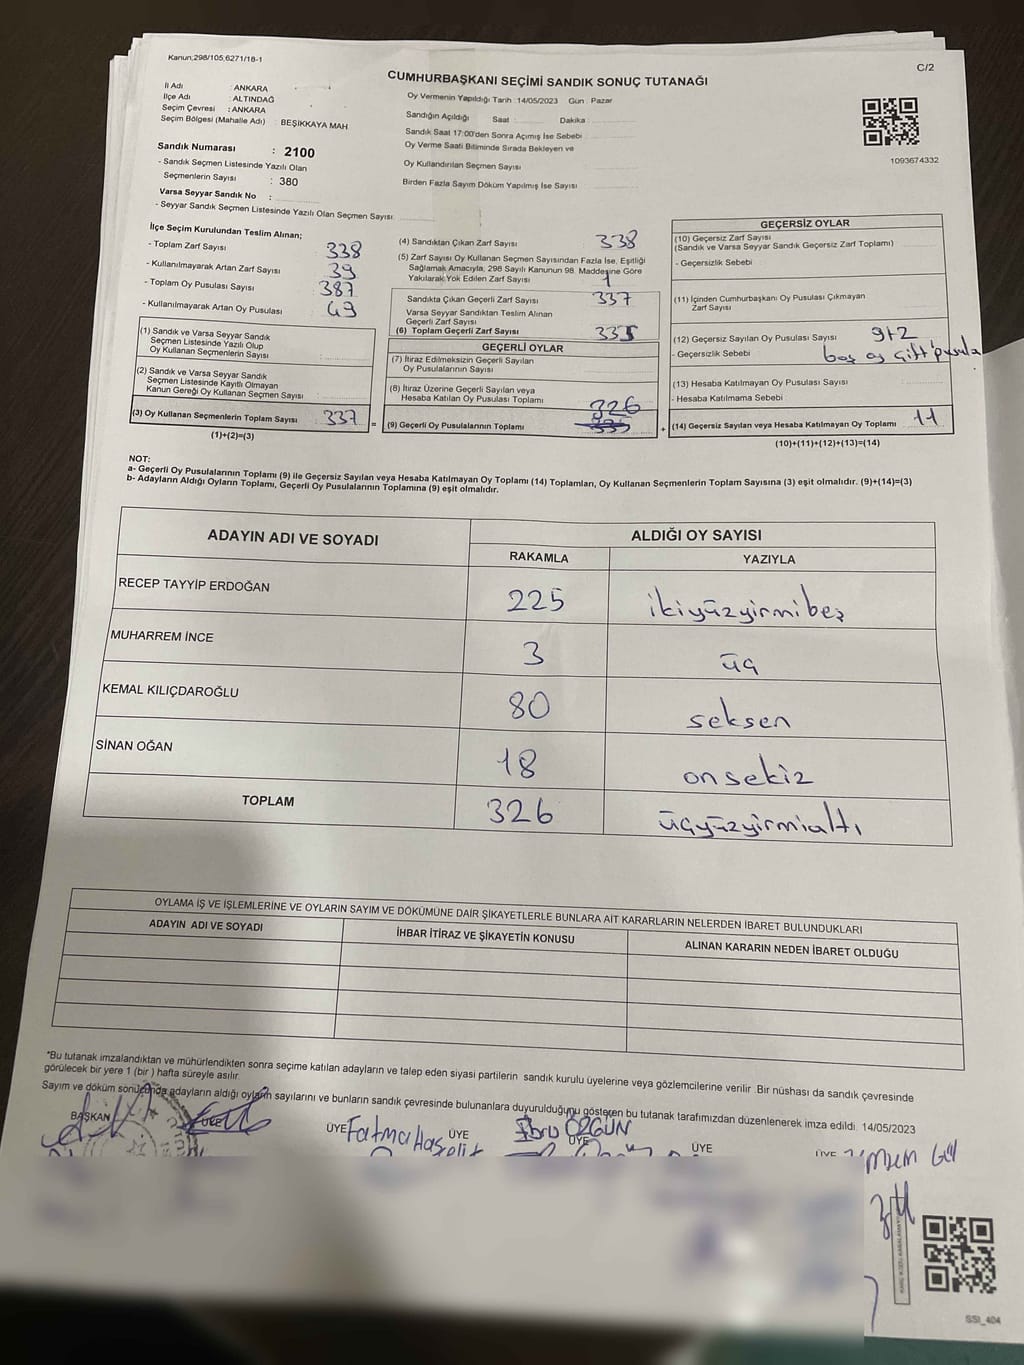 Kanun;298/105;6271/18-1
C/2
CUMHURBAŞKANI SEÇİMİ SANDIK SONUÇ TUTANAĞI
İl Adı : ANKARA
İlçe Adı : ALTINDAĞ
Seçim Çevresi : ANKARA
Seçim Bölgesi (Mahalle Adı) : BEŞİKKAYA MAH
Sandık Numarası : 2100
- Sandık Seçmen Listesinde Yazılı Olan
Seçmenlerin Sayısı : 380
Varsa Seyyar Sandık No :
- Seyyar Sandık Seçmen Listesinde Yazılı Olan Seçmen Sayısı
Oy Vermenin Yapıldığı Tarih :14/05/2023 Gün : Pazar
Sandığın Açıldığı Saat : Dakika :
Sandık Saat 17:00'den Sonra Açımış İse Sebebi
Oy Verme Saati Bitiminde Sırada Bekleyen ve
Oy Kullandırılan Seçmen Sayısı
Birden Fazla Sayım Döküm Yapılmış İse Sayısı
1093674332
İlçe Seçim Kurulundan Teslim Alınan;
- Toplam Zarf Sayısı 338
- Kullanılmayarak Artan Zarf Sayısı 39
- Toplam Oy Pusulası Sayısı 387
- Kullanılmayarak Artan Oy Pusulası 49
(1) Sandık ve Varsa Seyyar Sandık
Seçmen Listesinde Yazılı Olup
Oy Kullanan Seçmenlerin Sayısı
(2) Sandık ve Varsa Seyyar Sandık
Seçmen Listesinde Kayıtlı Olmayan
Kanun Gereği Oy Kullanan Seçmen Sayısı
(3) Oy Kullanan Seçmenlerin Toplam Sayısı 337
(1)+(2)=(3)
(4) Sandıktan Çıkan Zarf Sayısı 338
(5) Zarf Sayısı Oy Kullanan Seçmen Sayısından Fazla İse, Eşitliği
Sağlamak Amacıyla, 298 Sayılı Kanunun 98. Maddesine Göre
Yakılarak Yok Edilen Zarf Sayısı 1
Sandıkta Çıkan Geçerli Zarf Sayısı 337
Varsa Seyyar Sandıktan Teslim Alınan
Geçerli Zarf Sayısı
(6) Toplam Geçerli Zarf Sayısı
GEÇERLİ OYLAR
(7) İtiraz Edilmeksizin Geçerli Sayılan
Oy Pusulalarının Sayısı
(8) İtiraz Üzerine Geçerli Sayılan veya
Hesaba Katılan Oy Pusulası Toplamı
326
= (9) Geçerli Oy Pusulalarının Toplamı
GEÇERSİZ OYLAR
(10) Geçersiz Zarf Sayısı
(Sandık ve Varsa Seyyar Sandık Geçersiz Zarf Toplamı)
- Geçersizlik Sebebi
(11) İçinden Cumhurbaşkanı Oy Pusulası Çıkmayan
Zarf Sayısı
(12) Geçersiz Sayılan Oy Pusulası Sayısı 9+2
- Geçersizlik Sebebi boş oy çift pusula
(13) Hesaba Katılmayan Oy Pusulası Sayısı
- Hesaba Katılmama Sebebi
+ (14) Geçersiz Sayılan veya Hesaba Katılmayan Oy Toplamı 11
(10)+(11)+(12)+(13)=(14)
NOT:
a- Geçerli Oy Pusulalarının Toplamı (9) ile Geçersiz Sayılan veya Hesaba Katılmayan Oy Toplamı (14) Toplamları, Oy Kullanan Seçmenlerin Toplam Sayısına (3) eşit olmalıdır. (9)+(14)=(3)
b- Adayların Aldığı Oyların Toplamı, Geçerli Oy Pusulalarının Toplamına (9) eşit olmalıdır.
ADAYIN ADI VE SOYADI ALDIĞI OY SAYISI
RAKAMLA YAZIYLA
RECEP TAYYİP ERDOĞAN 225 ikiyüzyirmibeş
MUHARREM İNCE 3 üç
KEMAL KILIÇDAROĞLU 80 seksen
SİNAN OĞAN 18 onsekiz
TOPLAM 326 üçyüzyirmialtı
OYLAMA İŞ VE İŞLEMLERİNE VE OYLARIN SAYIM VE DÖKÜMÜNE DAİR ŞİKAYETLERLE BUNLARA AİT KARARLARIN NELERDEN İBARET BULUNDUKLARI
ADAYIN ADI VE SOYADI İHBAR İTİRAZ VE ŞİKAYETİN KONUSU ALINAN KARARIN NEDEN İBARET OLDUĞU
*Bu tutanak imzalandıktan ve mühürlendikten sonra seçime katılan adayların ve talep eden siyasi partilerin sandık kurulu üyelerine veya gözlemcilerine verilir .Bir nüshası da sandık çevresinde
görülecek bir yere 1 (bir ) hafta süreyle asılır.
Sayım ve döküm sonucunda adayların aldığı oyların sayılarını ve bunların sandık çevresinde bulunanlara duyurulduğunu gösteren bu tutanak tarafımızdan düzenlenerek imza edildi. 14/05/2023
BAŞKAN ÜYE ÜYE Fatma ÜYE Ebru ÖZGÜN ÜYE ÜYE ÜYE
SSI_404